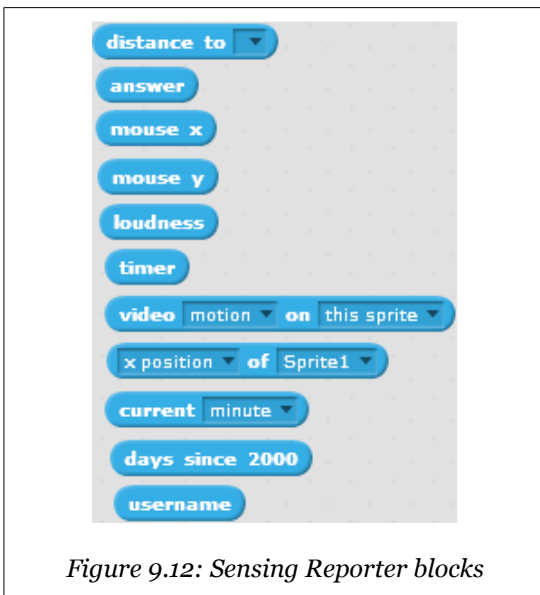 distance to
answer
mouse x
mouse y
loudness
timer
video motion on this sprite
x position of Sprite1
current minute
days since 2000
username
Figure 9.12: Sensing Reporter blocks